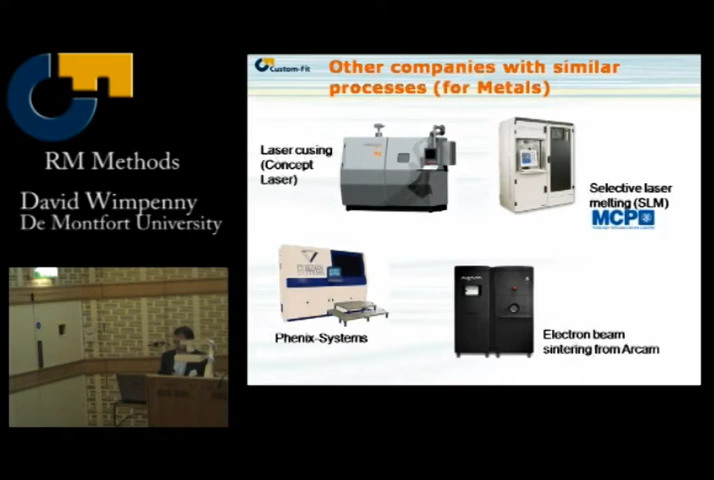 RM Methods
David Wimpenny
De Montfort University
Custom-Fit
Other companies with similar
processes (for Metals)
Laser cusing
(Concept
Laser)
Selective laser
melting (SLM)
MCP
Phenix-Systems
Electron beam
sintering from Arcam